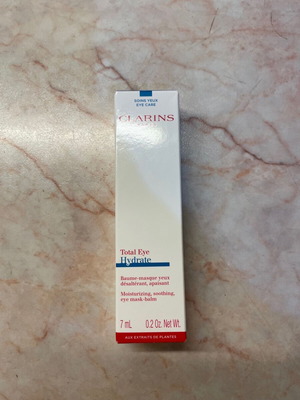 SOINS YEUX
EYE CARE
CLARINS
Total Eye
Hydrate
Baume-masque yeux
désaltérant, apaisant
Moisturizing, soothing,
eye mask-balm
7 mL 0.2 Oz. Net Wt.
AUX EXTRAITS DE PLANTES